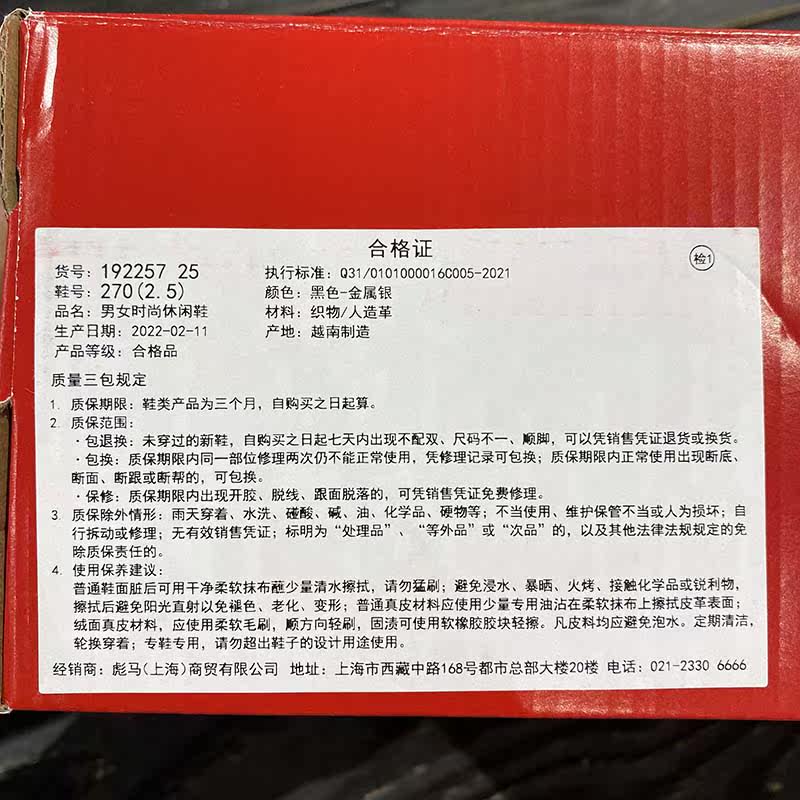 合格证
检1
货号：192257 25
执行标准：Q31/0101000016C005-2021
鞋号：270(2.5)
颜色：黑色-金属银
品名：男女时尚休闲鞋
材料：织物/人造革
生产日期：2022-02-11
产地：越南制造
产品等级：合格品
质量三包规定
1. 质保期限：鞋类产品为三个月，自购买之日起算。
2. 质保范围：
·包退换：未穿过的新鞋，自购买之日起七天内出现不配双、尺码不一、顺脚，可以凭销售凭证退货或换货。
·包换：质保期限内同一部位修理两次仍不能正常使用，凭修理记录可包换；质保期限内正常使用出现断底、
断面、断跟或断帮的，可包换。
·保修：质保期限内出现开胶、脱线、跟面脱落的，可凭销售凭证免费修理。
3. 质保除外情形：雨天穿着、水洗、碰酸、碱、油、化学品、硬物等；不当使用、维护保管不当或人为损坏；自
行拆动或修理；无有效销售凭证；标明为“处理品”、“等外品”或“次品”的，以及其他法律法规规定的免
除质保责任的。
4. 使用保养建议：
普通鞋面脏后可用干净柔软抹布蘸少量清水擦拭，请勿猛刷；避免浸水、暴晒、火烤、接触化学品或锐利物，
擦拭后避免阳光直射以免褪色、老化、变形；普通真皮材料应使用少量专用油沾在柔软抹布上擦拭皮革表面；
绒面真皮材料，应使用柔软毛刷，顺方向轻刷，固渍可使用软橡胶胶块轻擦。凡皮料均应避免泡水。定期清洁，
轮换穿着；专鞋专用，请勿超出鞋子的设计用途使用。
经销商：彪马(上海)商贸有限公司 地址：上海市西藏中路168号都市总部大楼20楼 电话：021-2330 6666